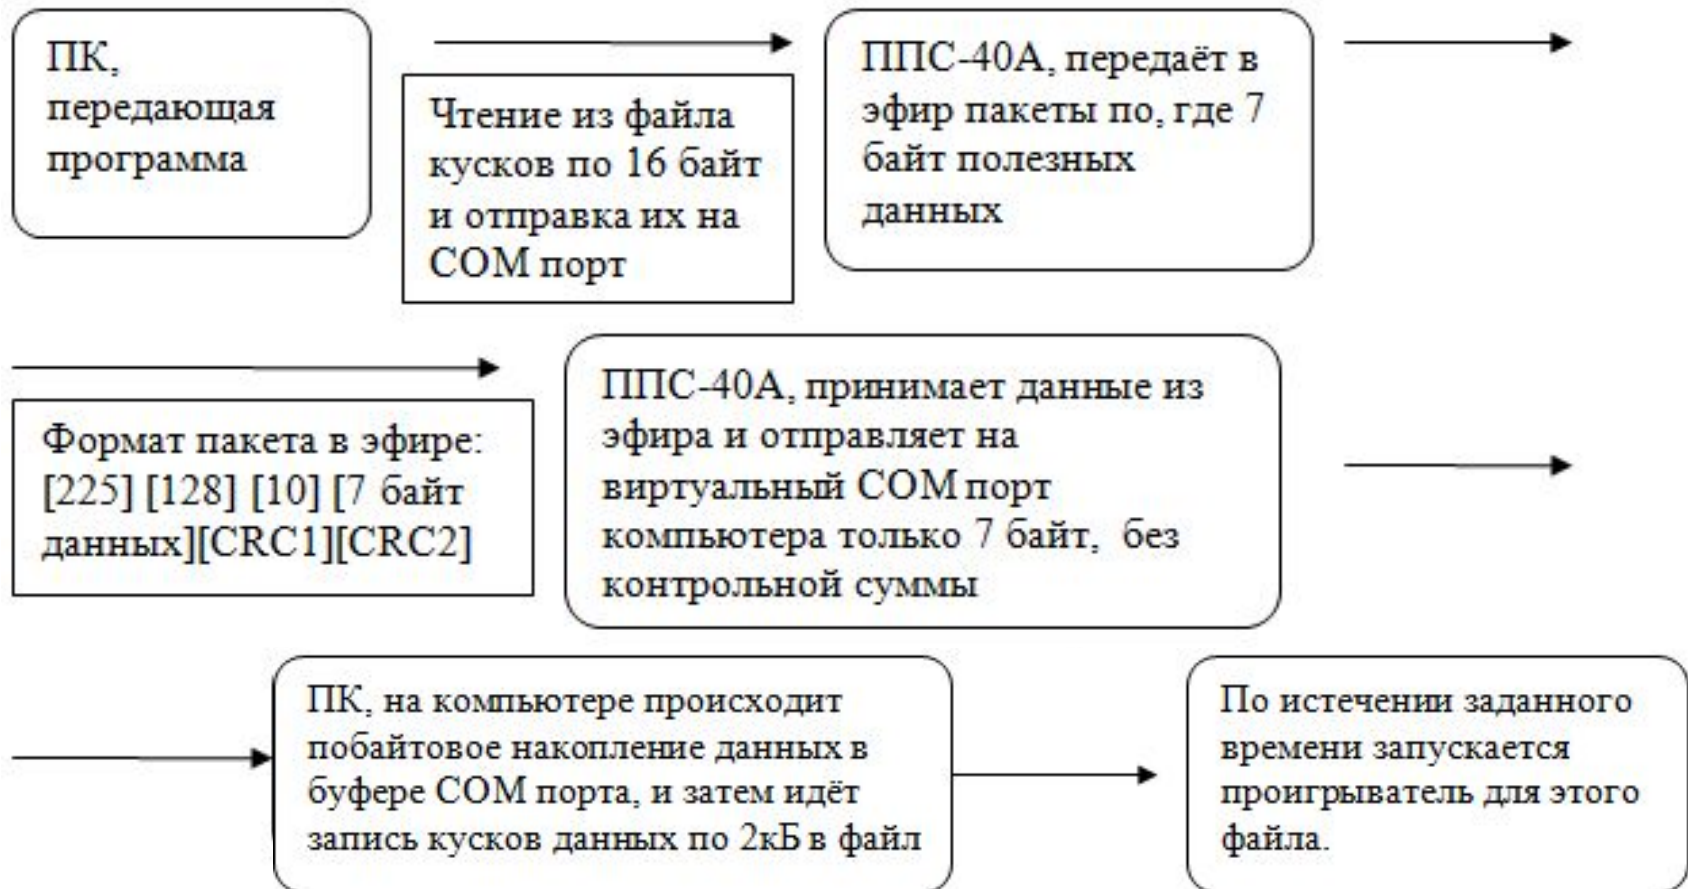 ПК,
передающая
программа
Чтение из файла
кусков по 16 байт
и отправка их на
COM порт
ППС-40А, передаёт в
эфир пакеты по, где 7
байт полезных
данных
Формат пакета в эфире:
[225] [128] [10] [7 байт
данных][CRC1][CRC2]
ППС-40А, принимает данные из
эфира и отправляет на
виртуальный COM порт
компьютера только 7 байт, без
контрольной суммы
ПК, на компьютере происходит
побайтовое накопление данных в
буфере COM порта, и затем идёт
запись кусков данных по 2кБ в файл
По истечении заданного
времени запускается
проигрыватель для этого
файла.